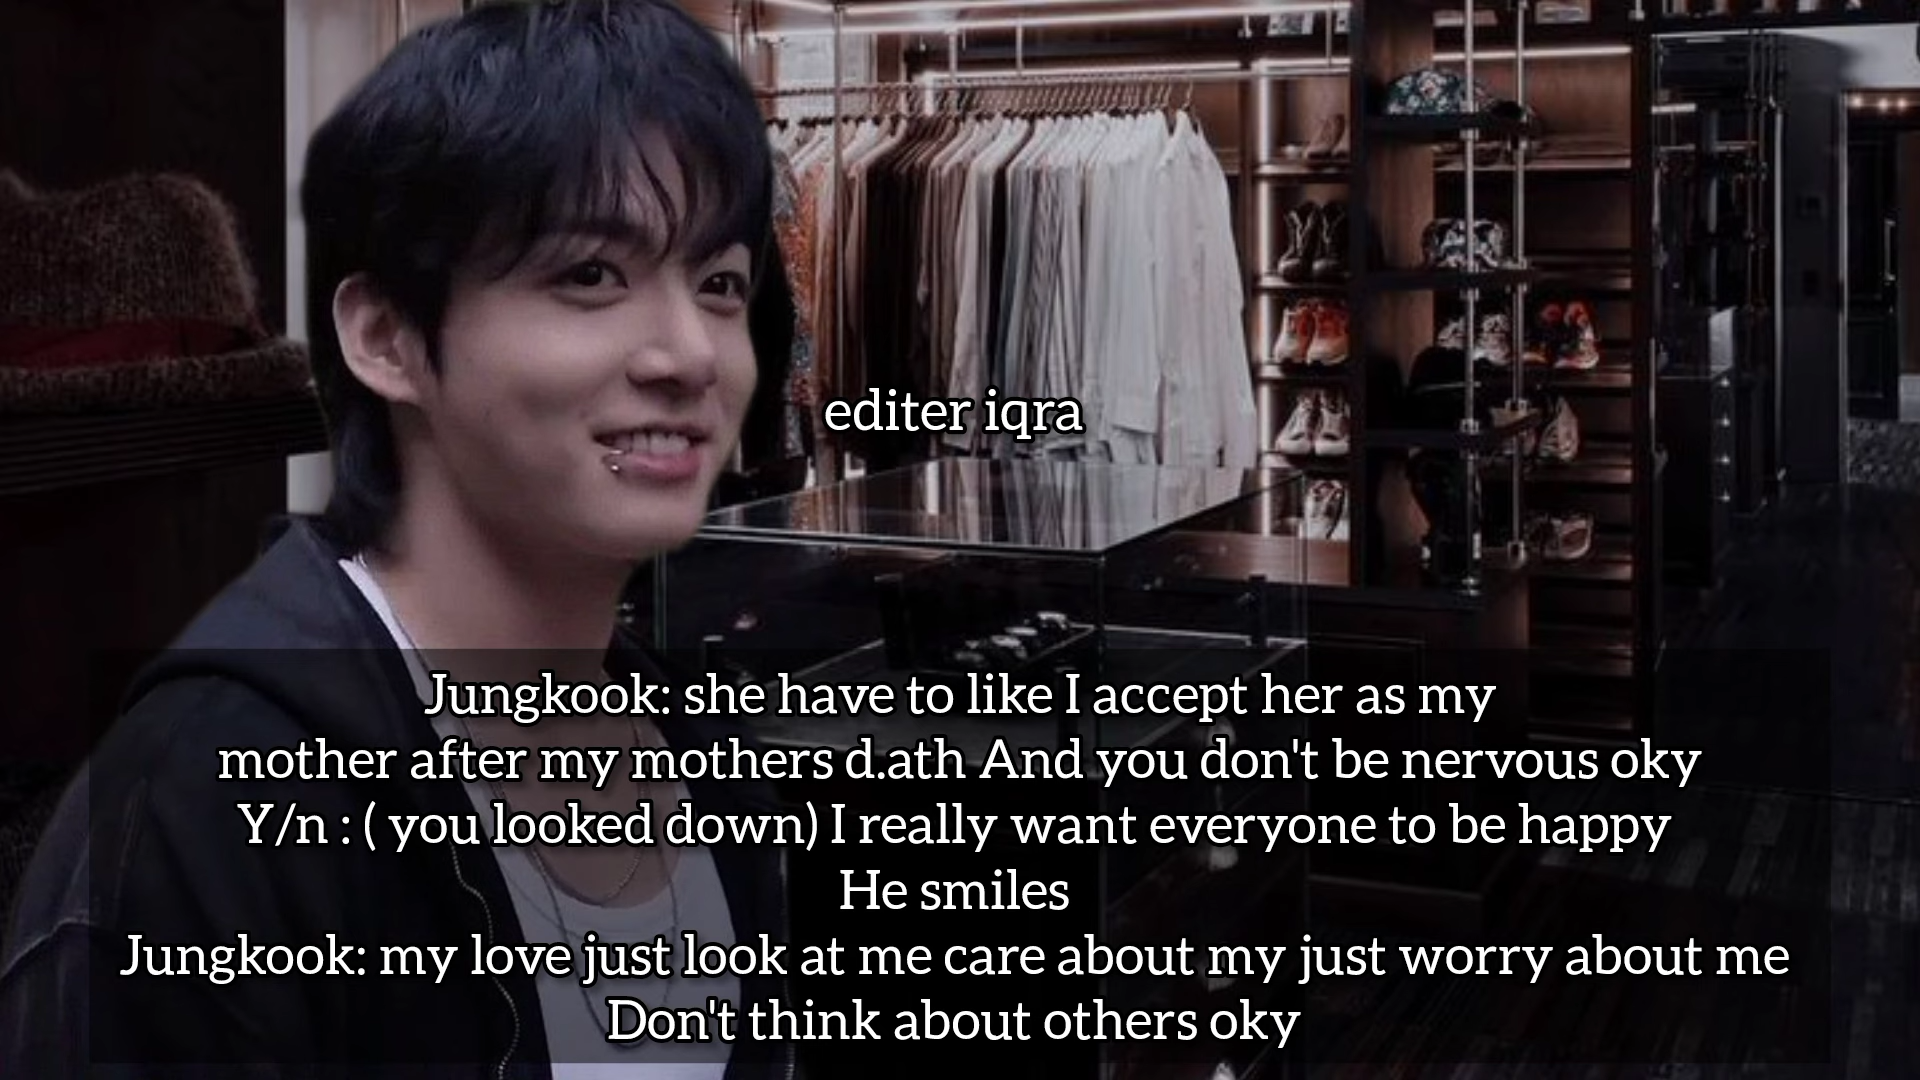 editer iqra
Jungkook: she have to like I accept her as my
mother after my mothers d.ath And you don't be nervous oky
Y/n : ( you looked down) I really want everyone to be happy
He smiles
Jungkook: my love just look at me care about my just worry about me
Don't think about others oky